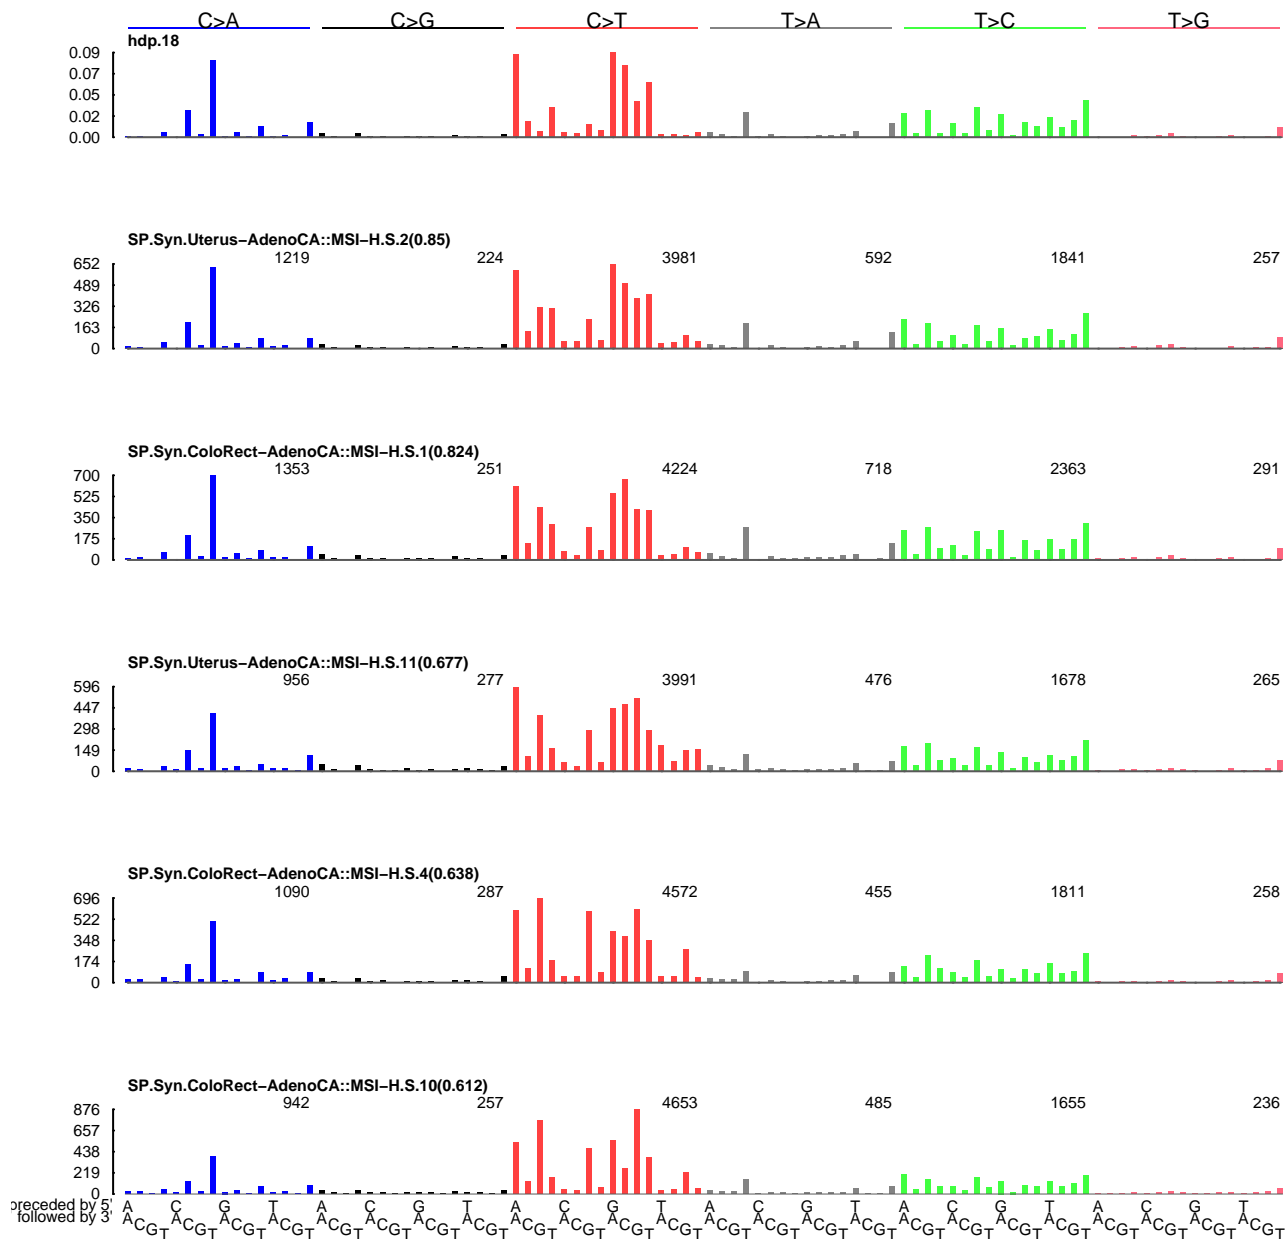 C>A C>G C>T T>A T>C T>G
hdp.18
0.09
0.07
0.05
0.02
0.00
SP.Syn.Uterus−AdenoCA::MSI−H.S.2(0.85)
1219 224 3981 592 1841 257
652
489
326
163
0
SP.Syn.ColoRect−AdenoCA::MSI−H.S.1(0.824)
1353 251 4224 718 2363 291
700
525
350
175
0
SP.Syn.Uterus−AdenoCA::MSI−H.S.11(0.677)
956 277 3991 476 1678 265
596
447
298
149
0
SP.Syn.ColoRect−AdenoCA::MSI−H.S.4(0.638)
1090 287 4572 455 1811 258
696
522
348
174
0
SP.Syn.ColoRect−AdenoCA::MSI−H.S.10(0.612)
942 257 4653 485 1655 236
876
657
438
219
0
preceded by 5' A C G T A C G T A C G T A C G T A C G T A C G T
followed by 3' A C G T A C G T A C G T A C G T A C G T A C G T A C G T A C G T A C G T A C G T A C G T A C G T A C G T A C G T A C G T A C G T A C G T A C G T A C G T A C G T A C G T A C G T A C G T A C G T